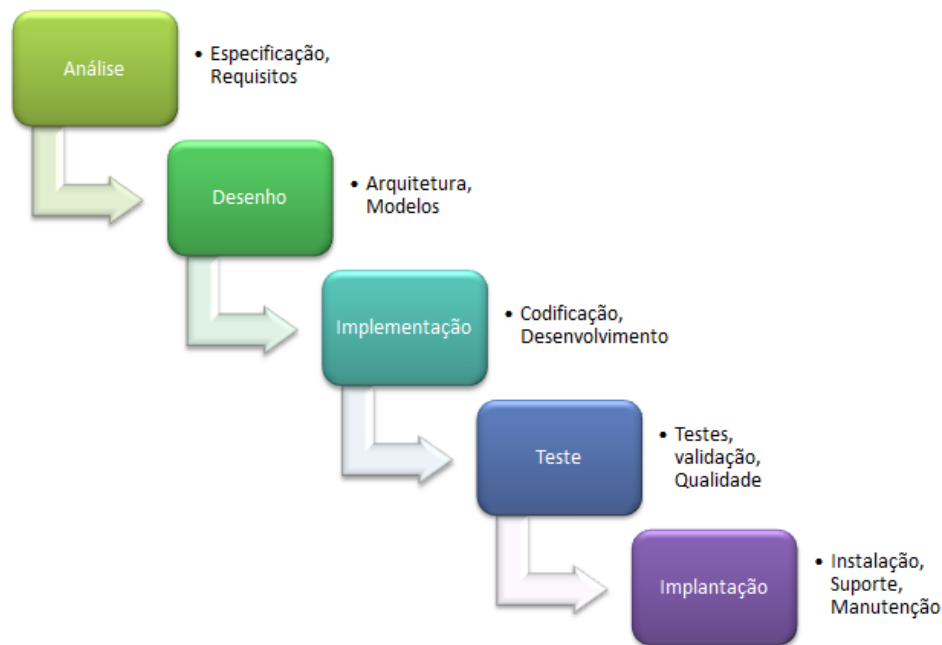 Análise
• Especificação,
Requisitos
Desenho
• Arquitetura,
Modelos
Implementação
• Codificação,
Desenvolvimento
Teste
• Testes,
validação,
Qualidade
Implantação
• Instalação,
Suporte,
Manutenção